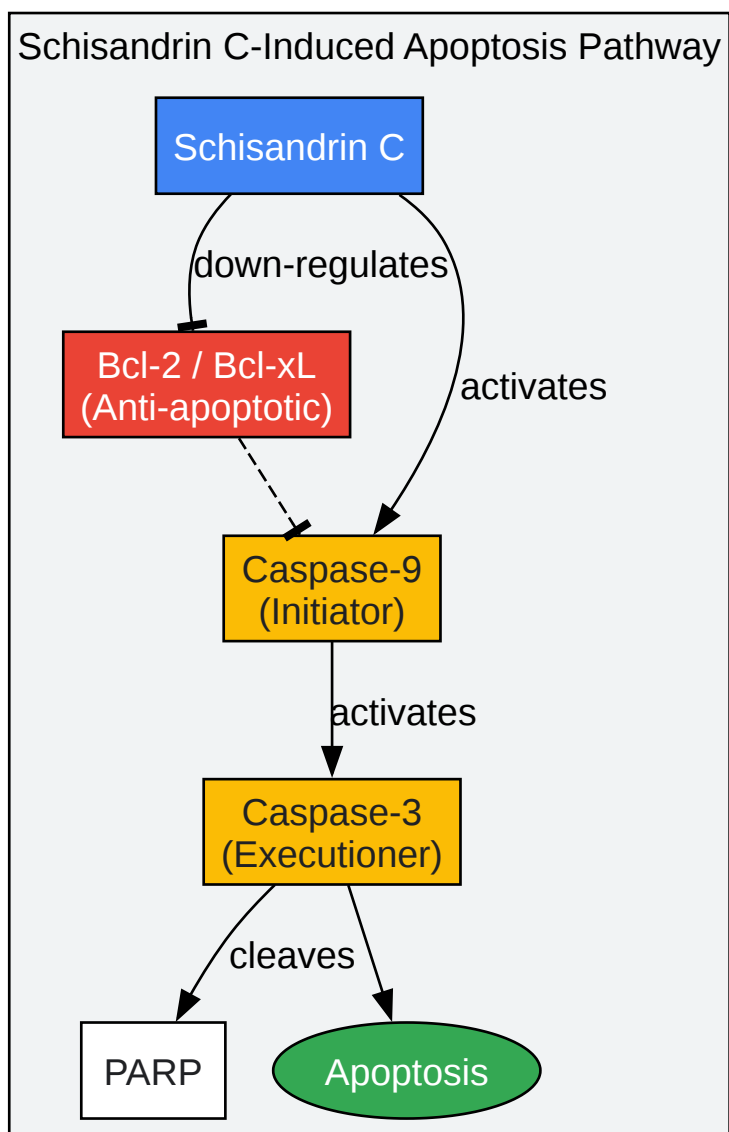 Schisandrin C-Induced Apoptosis Pathway
Schisandrin C
down-regulates
Bcl-2 / Bcl-xL
(Anti-apoptotic)
activates
Caspase-9
(Initiator)
activates
Caspase-3
(Executioner)
cleaves
PARP
Apoptosis